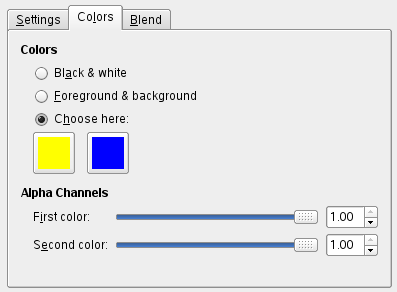 Settings Colors Blend
Colors
Black & white
Foreground & background
Choose here:
Alpha Channels
First color: 1.00
Second color: 1.00